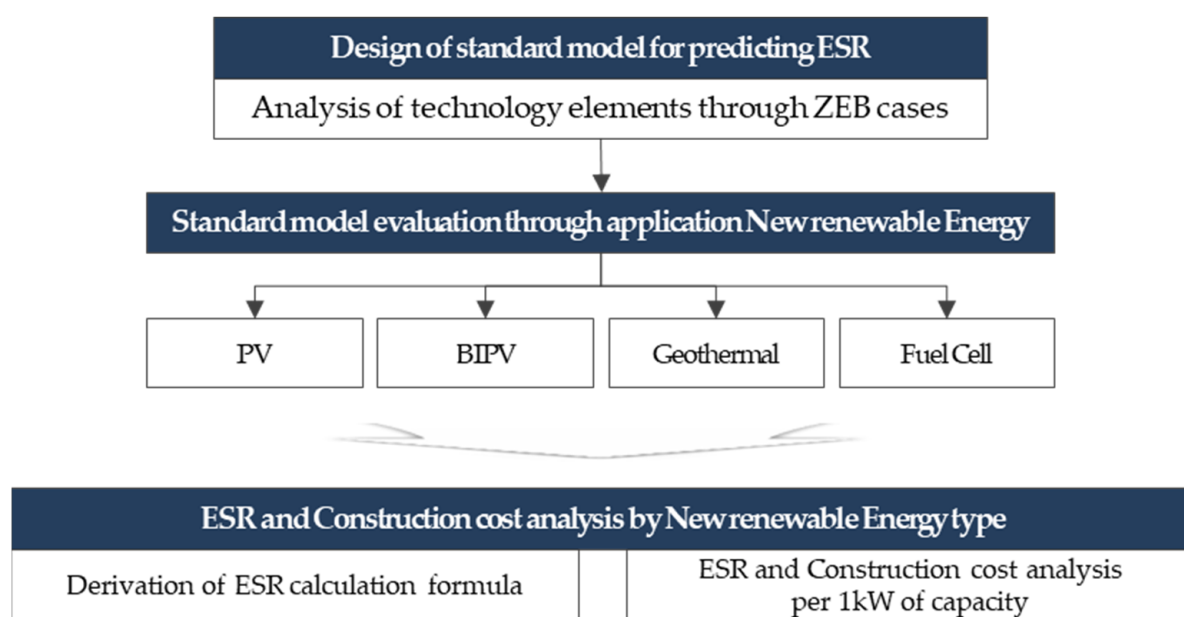 Design of standard model for predicting ESR
Analysis of technology elements through ZEB cases
Standard model evaluation through application New renewable Energy
PV
BIPV
Geothermal
Fuel Cell
ESR and Construction cost analysis by New renewable Energy type
Derivation of ESR calculation formula
ESR and Construction cost analysis
per 1kW of capacity